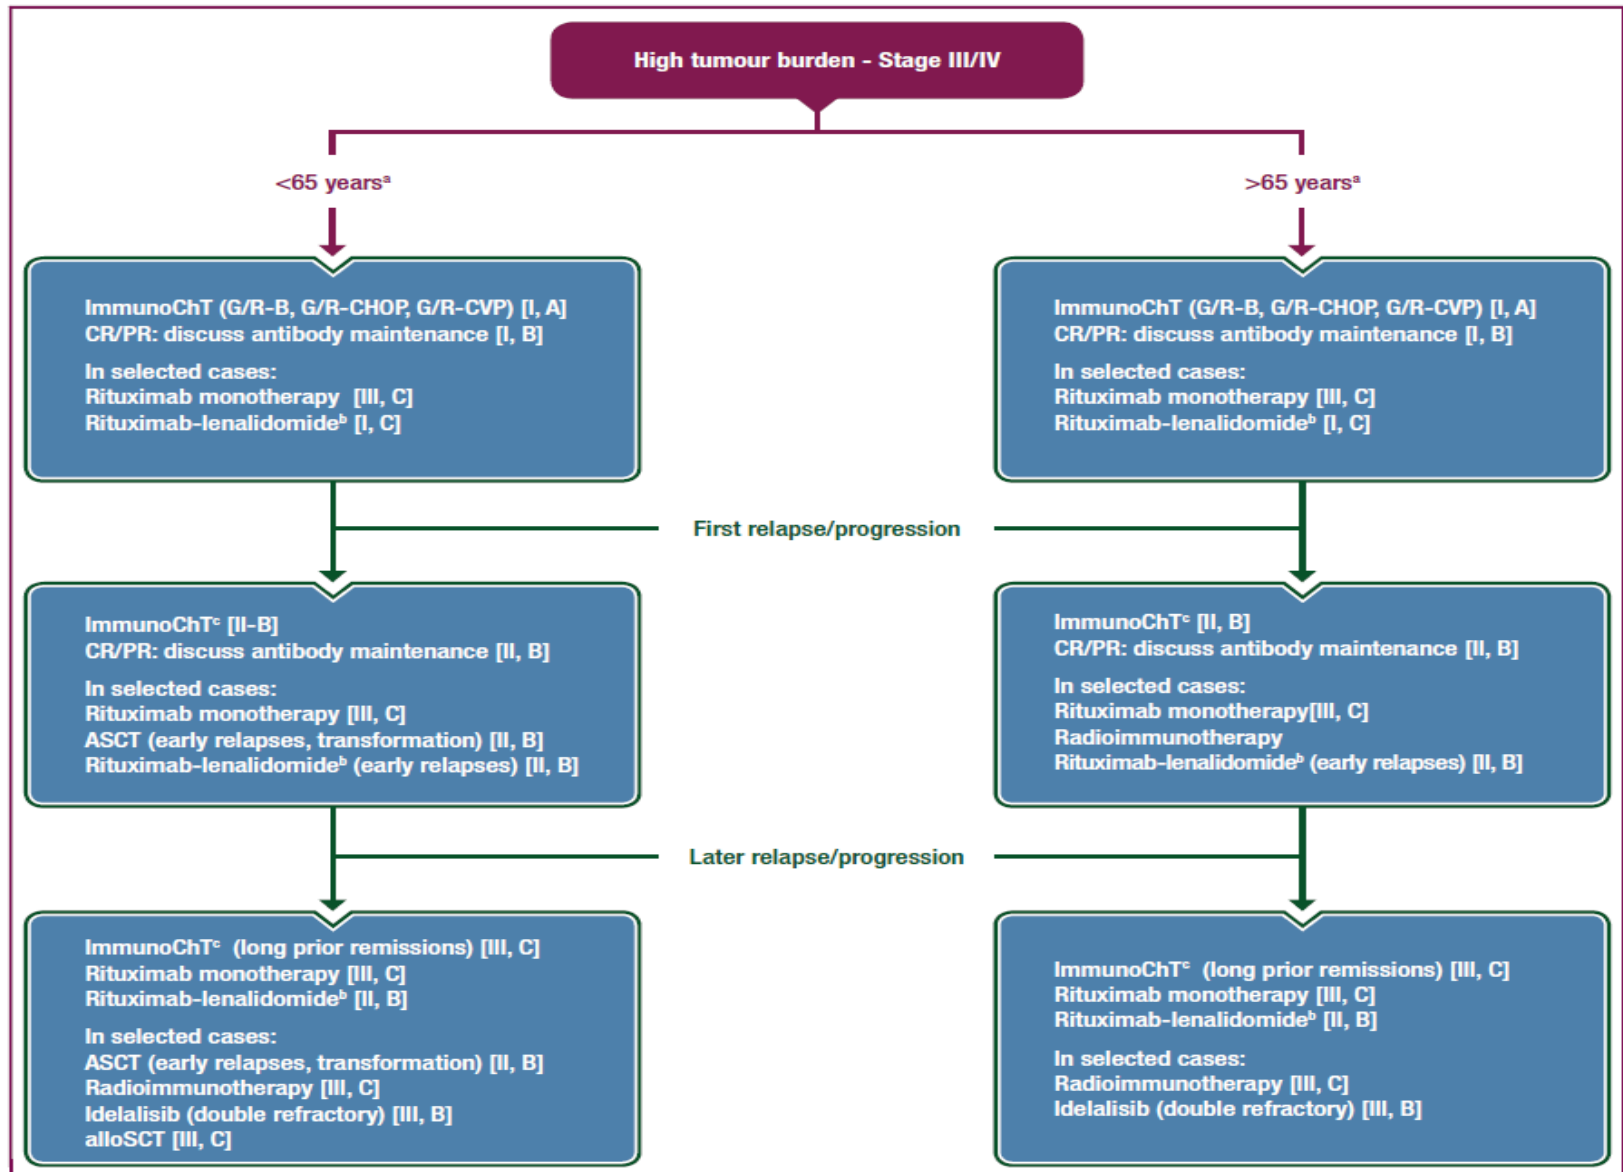 High tumour burden - Stage III/IV
<65 yearsᵃ
>65 yearsᵃ
ImmunoChT (G/R-B, G/R-CHOP, G/R-CVP) [I, A]
CR/PR: discuss antibody maintenance [I, B]
In selected cases:
Rituximab monotherapy [III, C]
Rituximab-lenalidomideᵇ [I, C]
ImmunoChT (G/R-B, G/R-CHOP, G/R-CVP) [I, A]
CR/PR: discuss antibody maintenance [I, B]
In selected cases:
Rituximab monotherapy [III, C]
Rituximab-lenalidomideᵇ [I, C]
First relapse/progression
ImmunoChTᶜ [II-B]
CR/PR: discuss antibody maintenance [II, B]
In selected cases:
Rituximab monotherapy [III, C]
ASCT (early relapses, transformation) [II, B]
Rituximab-lenalidomideᵇ (early relapses) [II, B]
ImmunoChTᶜ [II, B]
CR/PR: discuss antibody maintenance [II, B]
In selected cases:
Rituximab monotherapy[III, C]
Radioimmunotherapy
Rituximab-lenalidomideᵇ (early relapses) [II, B]
Later relapse/progression
ImmunoChTᶜ (long prior remissions) [III, C]
Rituximab monotherapy [III, C]
Rituximab-lenalidomideᵇ [II, B]
In selected cases:
ASCT (early relapses, transformation) [II, B]
Radioimmunotherapy [III, C]
Idelalisib (double refractory) [III, B]
alloSCT [III, C]
ImmunoChTᶜ (long prior remissions) [III, C]
Rituximab monotherapy [III, C]
Rituximab-lenalidomideᵇ [II, B]
In selected cases:
Radioimmunotherapy [III, C]
Idelalisib (double refractory) [III, B]